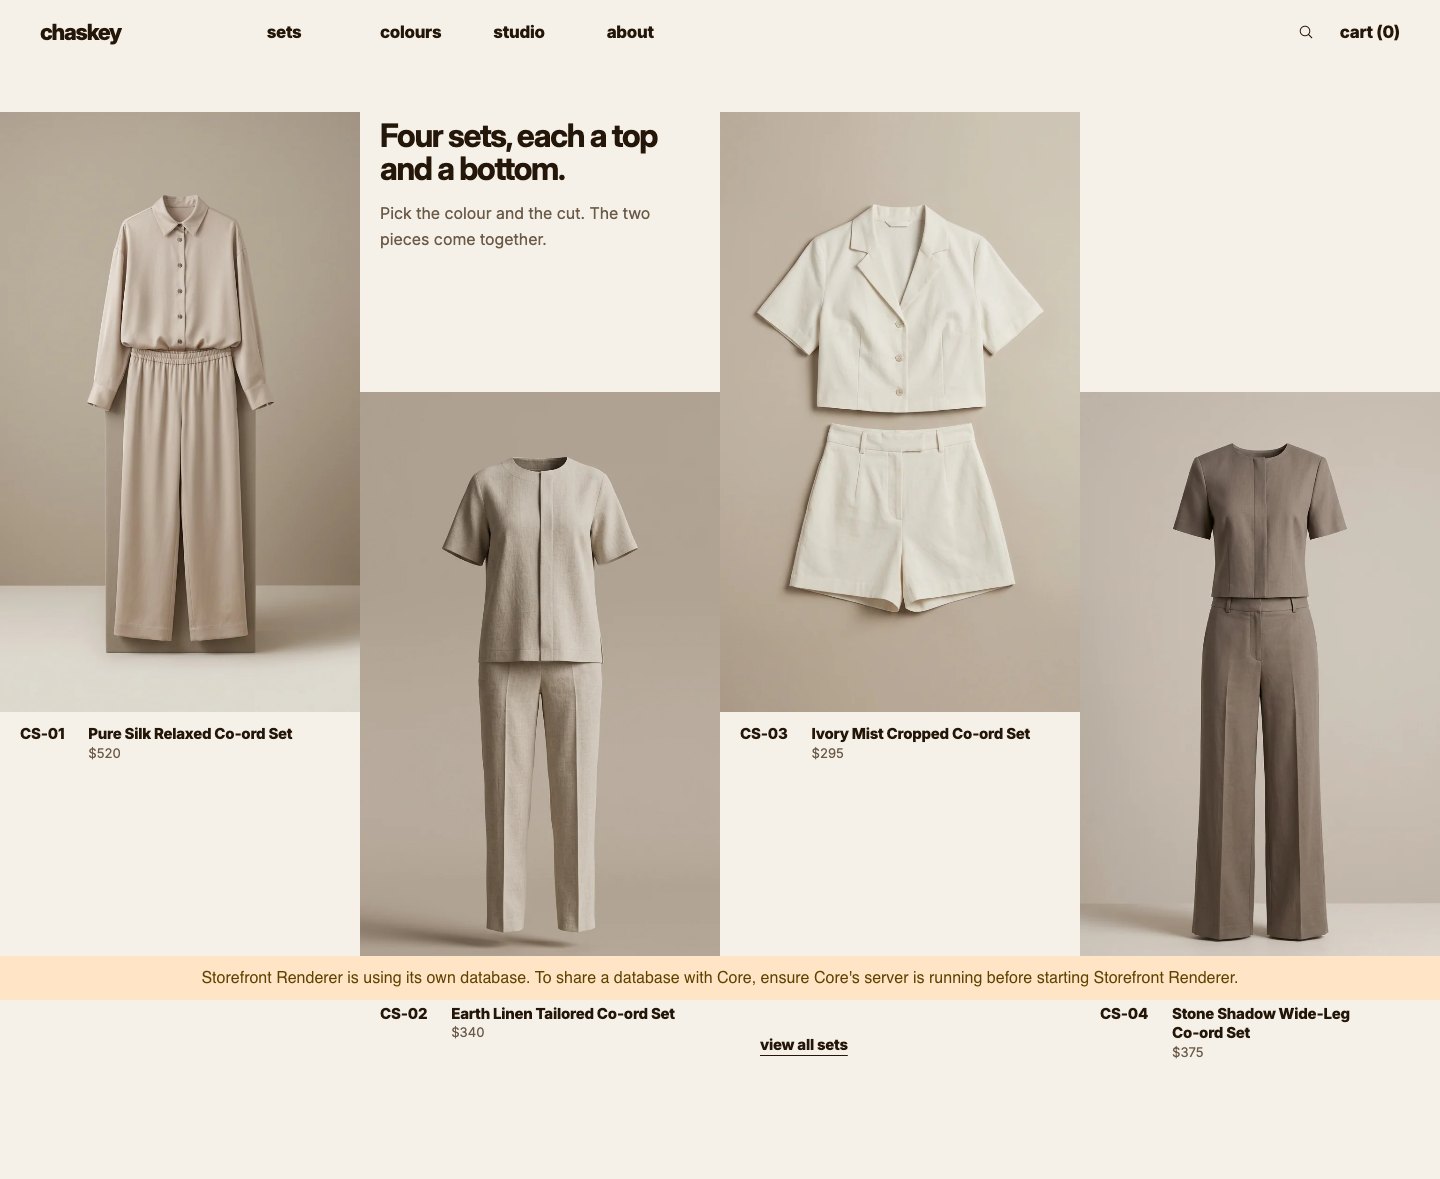 chaskey
sets
colours
studio
about
cart (0)
Four sets, each a top
and a bottom.
Pick the colour and the cut. The two
pieces come together.
CS-01
Pure Silk Relaxed Co-ord Set
$520
CS-03
Ivory Mist Cropped Co-ord Set
$295
Storefront Renderer is using its own database. To share a database with Core, ensure Core's server is running before starting Storefront Renderer.
CS-02
Earth Linen Tailored Co-ord Set
$340
view all sets
CS-04
Stone Shadow Wide-Leg
Co-ord Set
$375